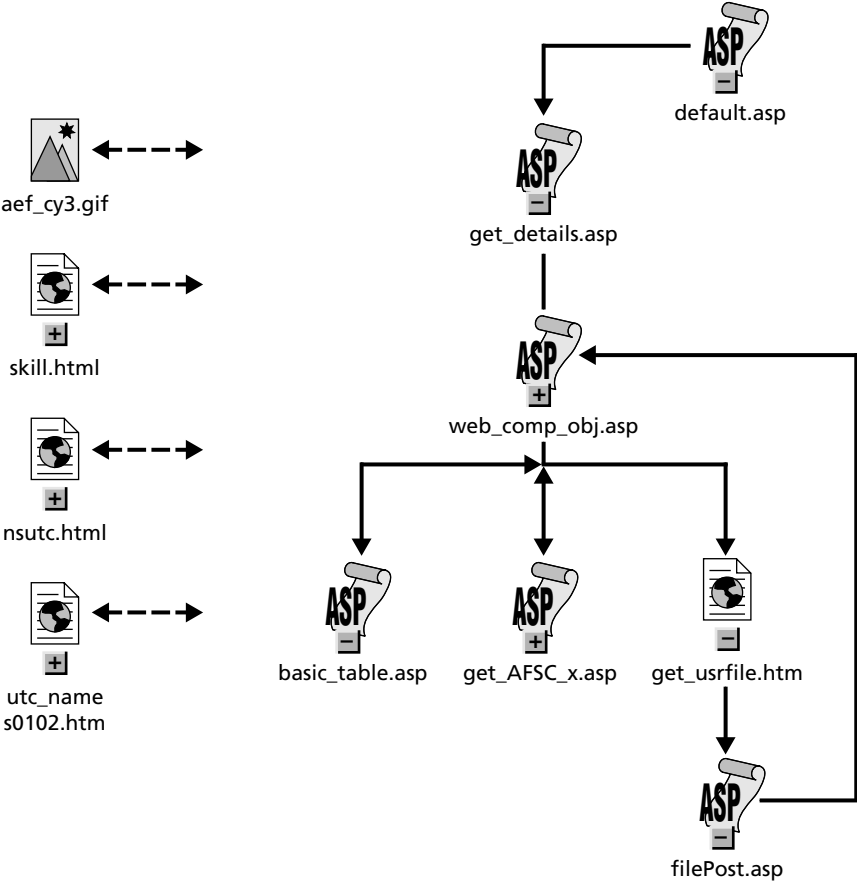 ASP
default.asp
aef_cy3.gif
ASP
get_details.asp
skill.html
ASP
web_comp_obj.asp
nsutc.html
utc_name
s0102.htm
ASP
basic_table.asp
ASP
get_AFSC_x.asp
get_usrfile.htm
ASP
filePost.asp